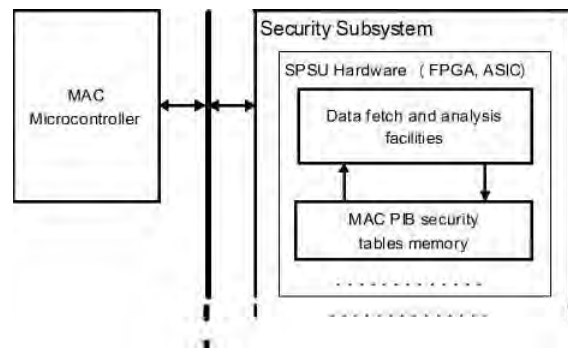 Security Subsystem
SPSU Hardware ( FPGA, ASIC)
MAC
Microcontroller
Data fetch and analysis
facilities
MAC PIB security
tables memory